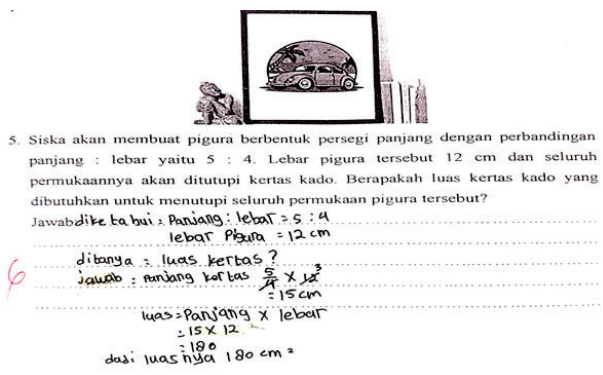 5. Siska akan membuat pigura berbentuk persegi panjang dengan perbandingan
panjang : lebar yaitu 5 : 4. Lebar pigura tersebut 12 cm dan seluruh
permukaannya akan ditutupi kertas kado. Berapakah luas kertas kado yang
dibutuhkan untuk menutupi seluruh permukaan pigura tersebut?
Jawab diketahui : Panjang : lebar = 5 : 4
lebar Pigura = 12 cm
ditanya : luas kertas ?
6
jawab : Panjang kertas 5/4 x 12 3
= 15 cm
luas = Panjang x lebar
= 15 x 12
= 180
dadi luasnya 180 cm²